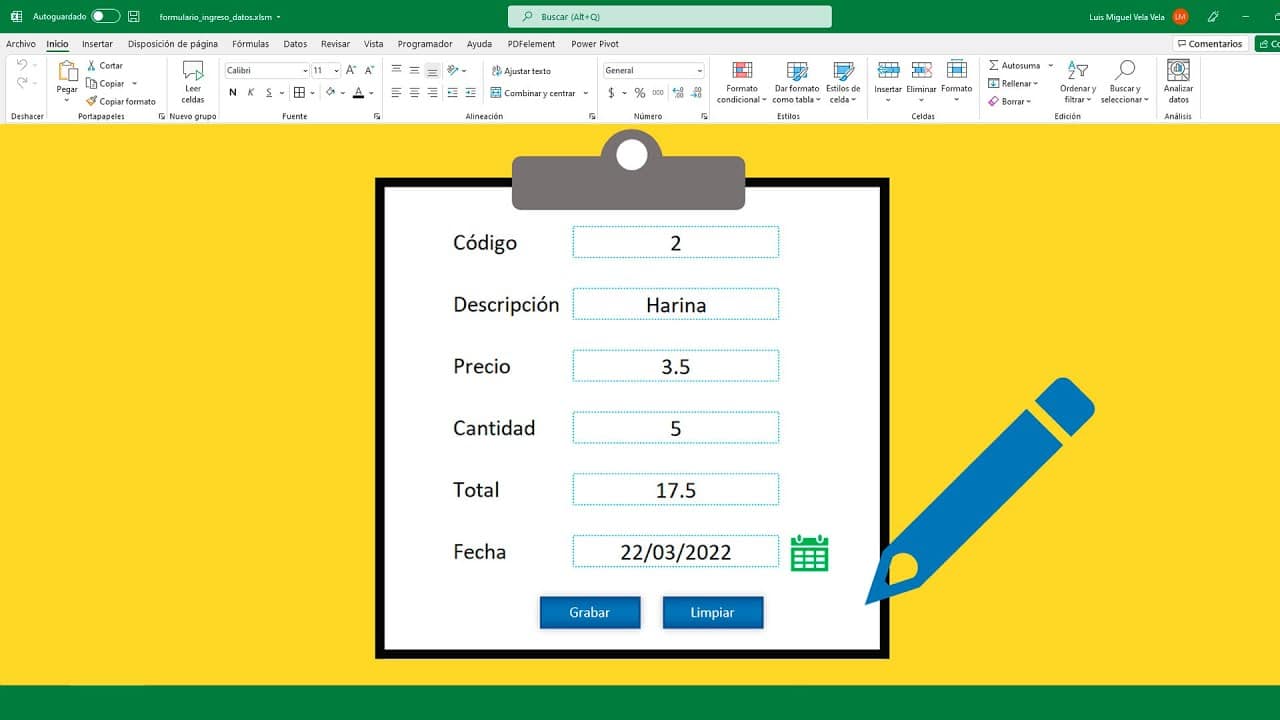 Autoguardado formulario_ingreso_datos.xlsm Buscar (Alt+Q) Luis Miguel Vela Vela LM
Archivo Inicio Insertar Disposición de página Fórmulas Datos Revisar Vista Programador Ayuda PDFelement Power Pivot Comentarios Co
Pegar
Cortar
Copiar
Copiar formato
Leer
celdas
Calibri 11
N K S
Ajustar texto
Combinar y centrar
General
$ % 000
Formato
condicional
Dar formato
como tabla
Estilos de
celda
Insertar Eliminar Formato
Autosuma
Rellenar
Borrar
Ordenar y
filtrar
Buscar y
seleccionar
Analizar
datos
Deshacer Portapapeles Nuevo grupo Fuente Alineación Número Estilos Celdas Edición Análisis
Código 2
Descripción Harina
Precio 3.5
Cantidad 5
Total 17.5
Fecha 22/03/2022
Grabar Limpiar